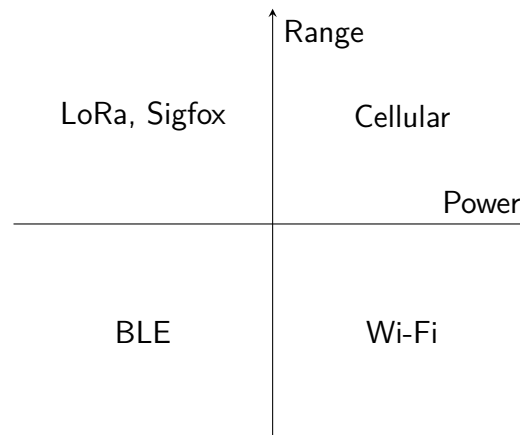 Range
LoRa, Sigfox
Cellular
Power
BLE
Wi-Fi